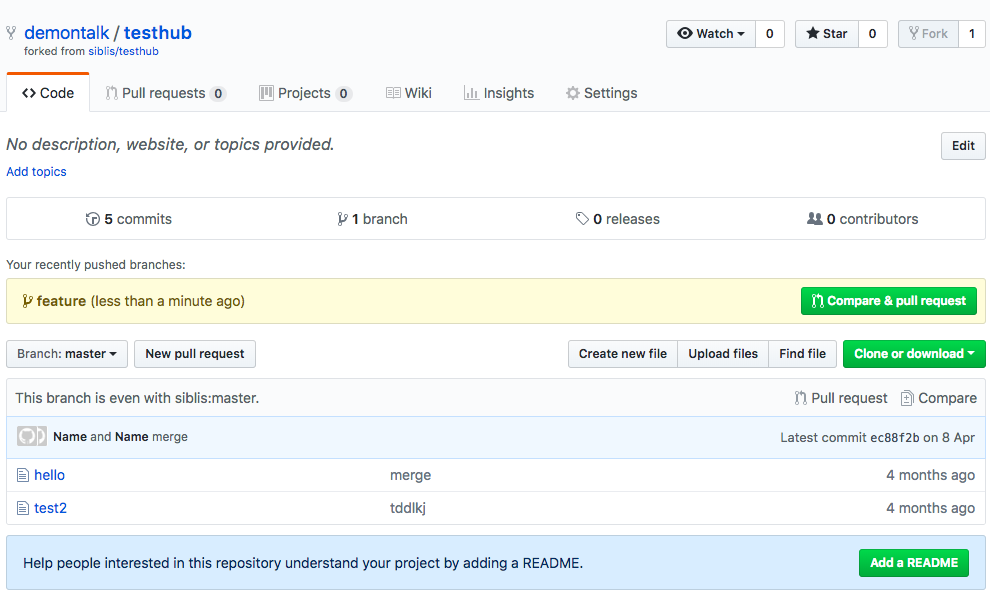 demontalk / testhub
Watch 0 Star 0 Fork 1
forked from siblis/testhub
Code Pull requests 0 Projects 0 Wiki Insights Settings
No description, website, or topics provided. Edit
Add topics
5 commits 1 branch 0 releases 0 contributors
Your recently pushed branches:
feature (less than a minute ago) Compare & pull request
Branch: master New pull request Create new file Upload files Find file Clone or download
This branch is even with siblis:master. Pull request Compare
Name and Name merge Latest commit ec88f2b on 8 Apr
hello merge 4 months ago
test2 tddlkj 4 months ago
Help people interested in this repository understand your project by adding a README. Add a README